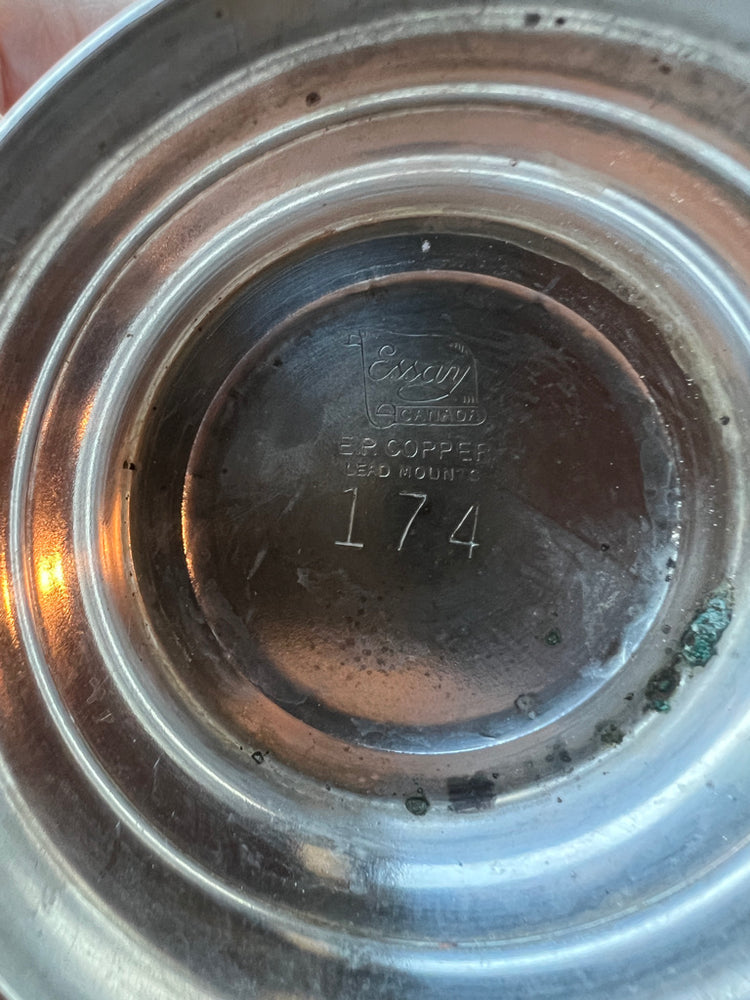 Essay
CANADA
E.P. COPPER
LEAD MOUNTS
174